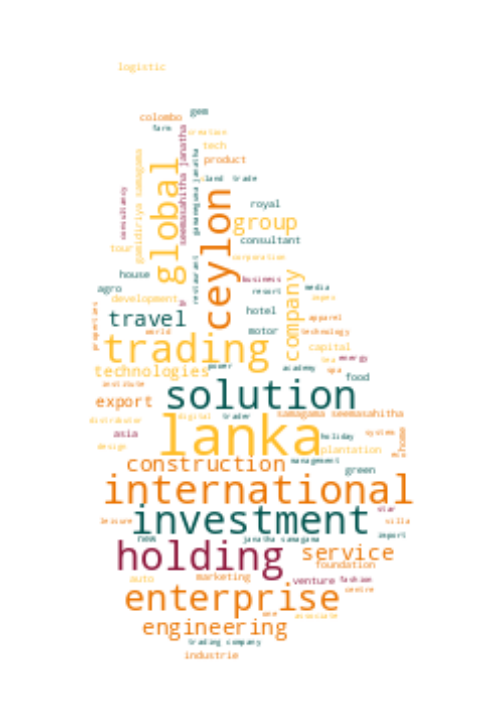 logistic
gem
colombo
farm
creation
seemasahitha janatha
tech
gamidiriya samagama
product
global
land
trade
consultancy
ceylon
royal
group
tour
consultant
restaurant
corporation
house
business
company
agro
resort
media
development
impex
hotel
travel
apparel
world
motor
technology
trading
capital
tea
energy
technologies
power
academy
spa
institute
food
solution
export
digital
trader
samagama seemasahitha
distributor
lanka
asia
holiday
system
home
design
plantation
construction
management
green
international
investment
star
leisure
villa
new
janatha samagama
import
holding
service
foundation
auto
marketing
venture
fashion
enterprise
centre
one
associate
engineering
trading company
industrie